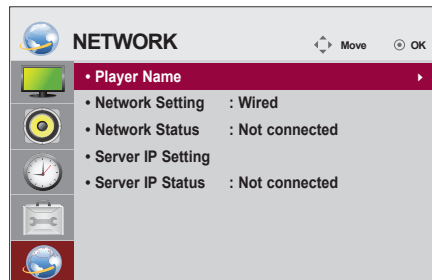 NETWORK
Move
OK
• Player Name
• Network Setting : Wired
• Network Status : Not connected
• Server IP Setting
• Server IP Status : Not connected